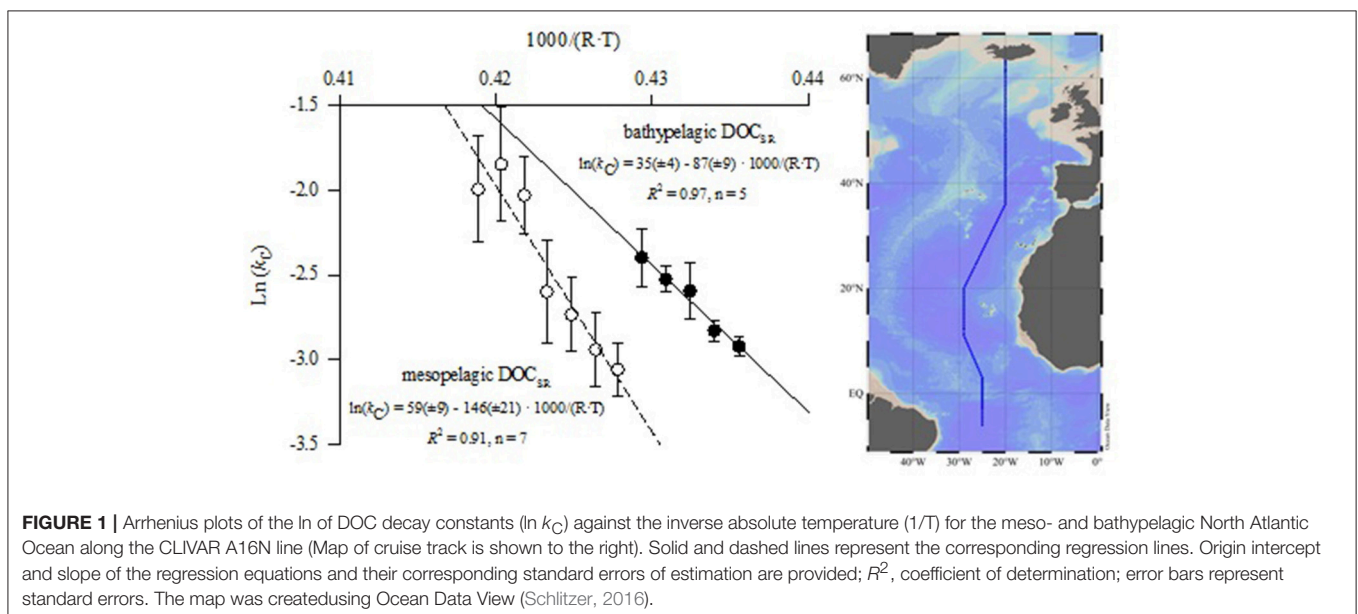 1000/(R·T)
0.41 0.42 0.43 0.44
-1.5
-2.0
-2.5
-3.0
-3.5
Ln (kC)
bathypelagic DOCSR
ln(kC) = 35(±4) - 87(±9) · 1000/(R·T)
R² = 0.97, n = 5
mesopelagic DOCSR
ln(kC) = 59(±9) - 146(±21) · 1000/(R·T)
R² = 0.91, n = 7
60°N
40°N
20°N
EQ
40°W 30°W 20°W 10°W 0°
Ocean Data View
FIGURE 1 | Arrhenius plots of the ln of DOC decay constants (ln kC) against the inverse absolute temperature (1/T) for the meso- and bathypelagic North Atlantic
Ocean along the CLIVAR A16N line (Map of cruise track is shown to the right). Solid and dashed lines represent the corresponding regression lines. Origin intercept
and slope of the regression equations and their corresponding standard errors of estimation are provided; R², coefficient of determination; error bars represent
standard errors. The map was createdusing Ocean Data View (Schlitzer, 2016).